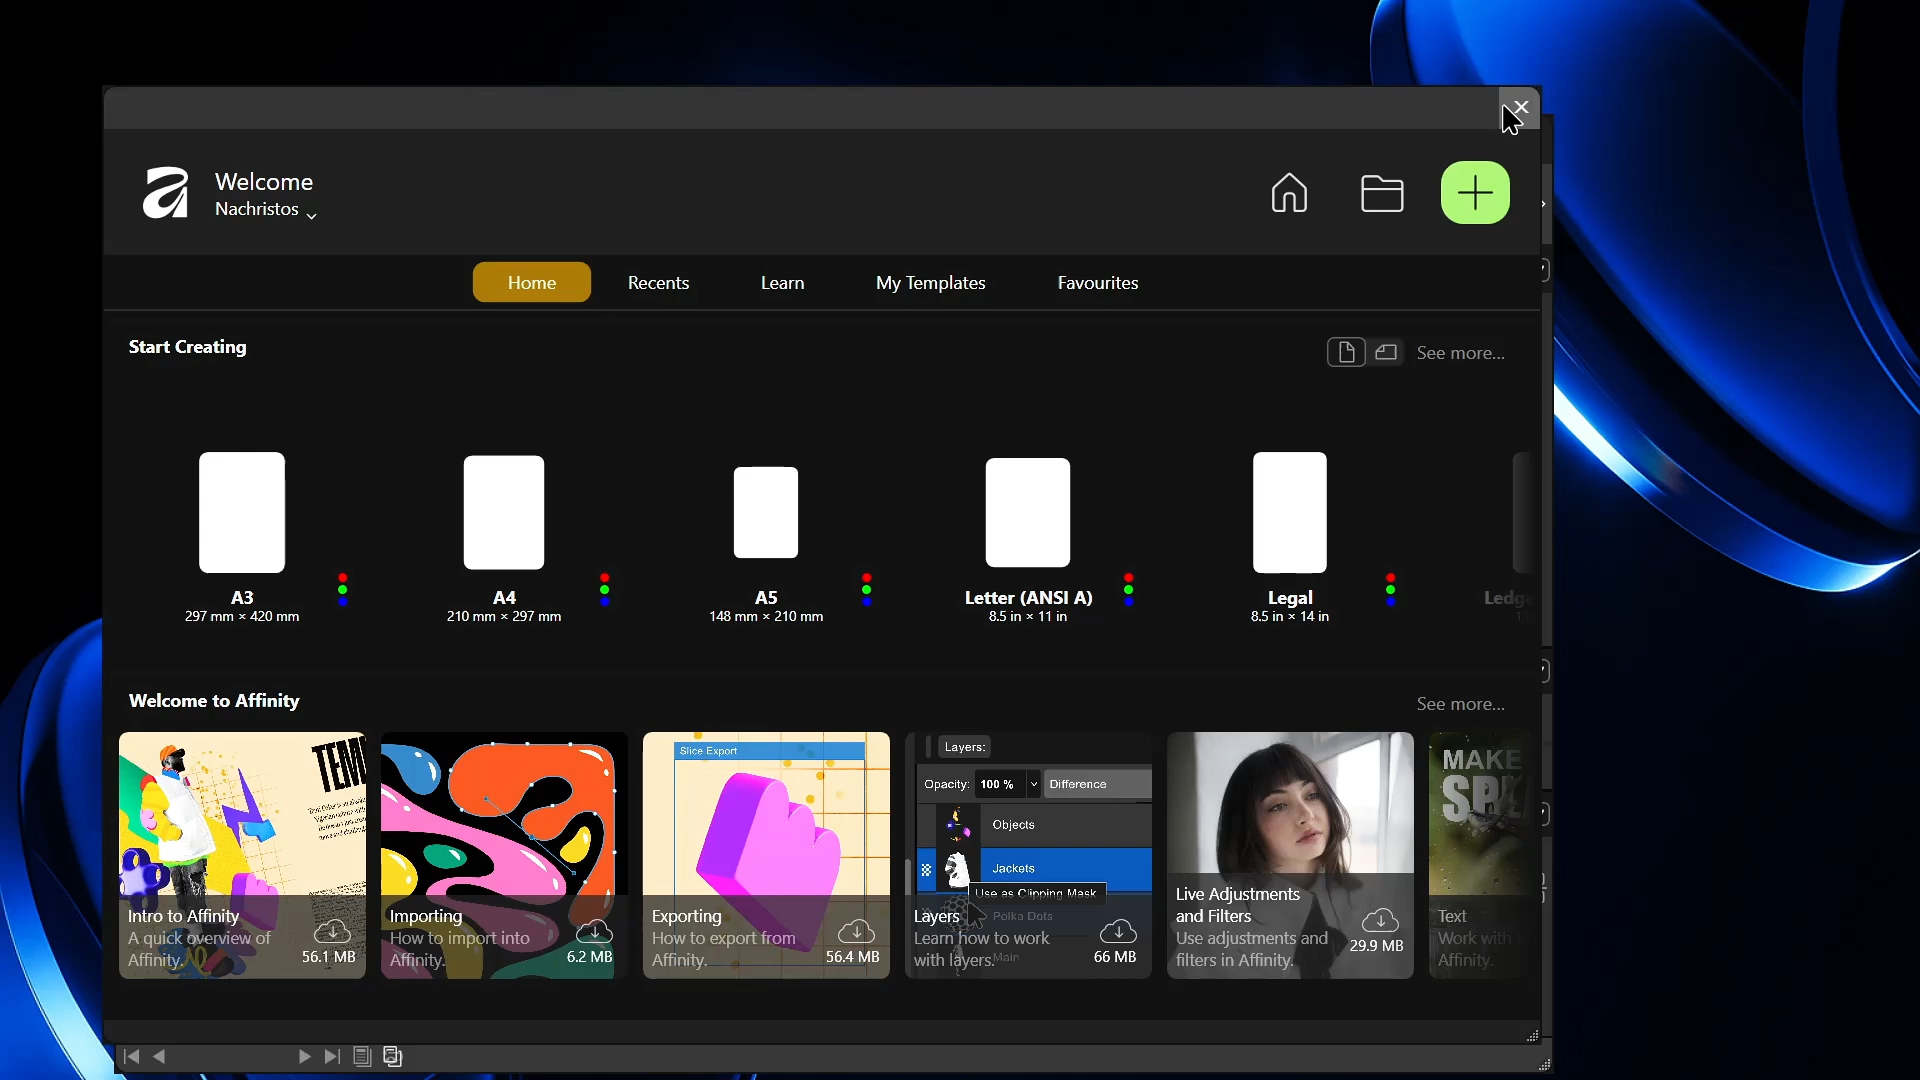 Welcome
Nachristos
Home
Recents
Learn
My Templates
Favourites
Start Creating
See more...
A3
297 mm × 420 mm
A4
210 mm × 297 mm
A5
148 mm × 210 mm
Letter (ANSI A)
8.5 in × 11 in
Legal
8.5 in × 14 in
Welcome to Affinity
See more...
Intro to Affinity
A quick overview of
Affinity.
56.1 MB
Importing
How to import into
Affinity.
6.2 MB
Slice Export
Exporting
How to export from
Affinity.
56.4 MB
Layers:
Opacity: 100 % Difference
Objects
Jackets
Use as Clipping Mask
Polka Dots
Main
Layers
Learn how to work
with layers.
66 MB
Live Adjustments
and Filters
Use adjustments and
filters in Affinity.
29.9 MB
MAKE
Text
Work with
Affinity.